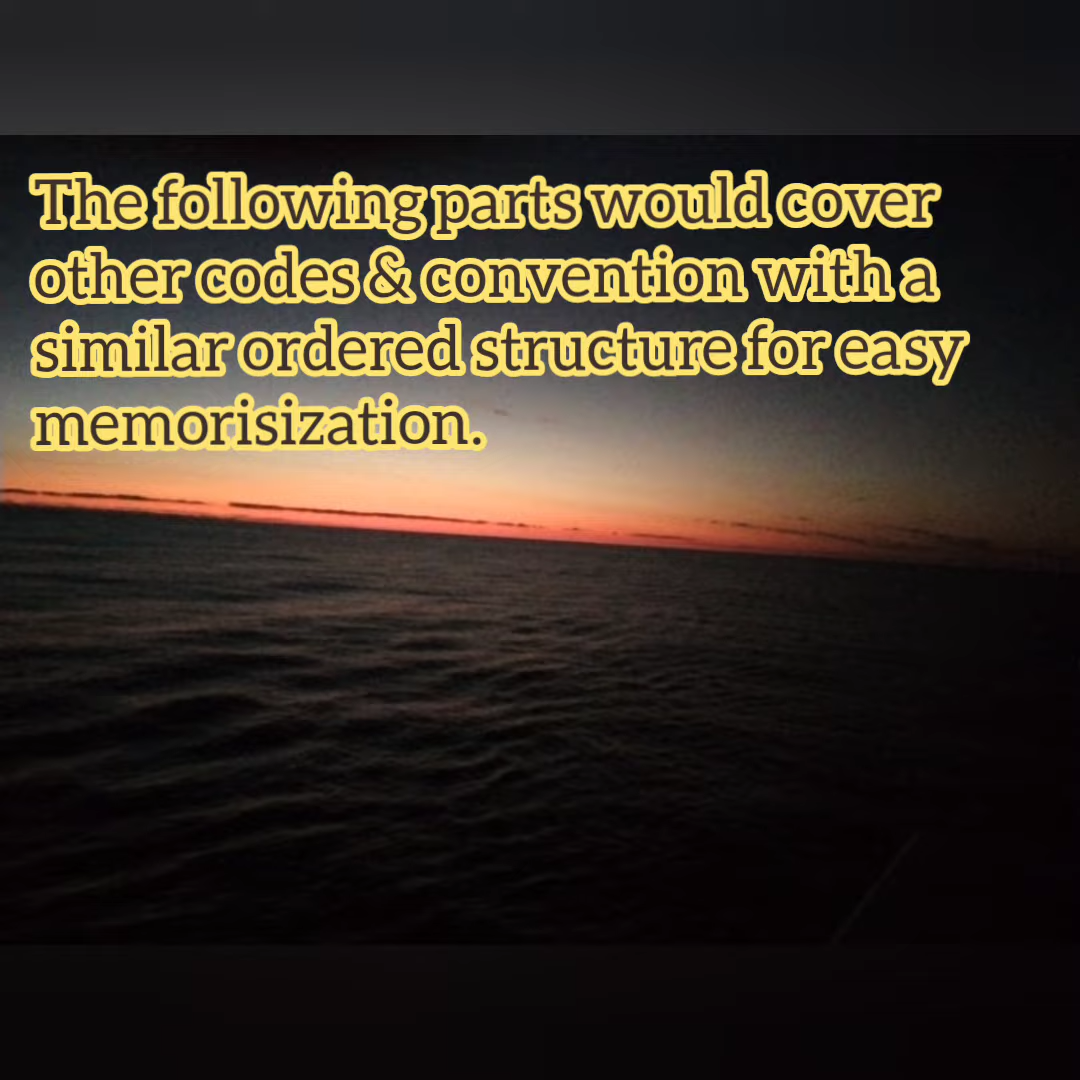 The following parts would cover
other codes & convention with a
similar ordered structure for easy
memorisization.